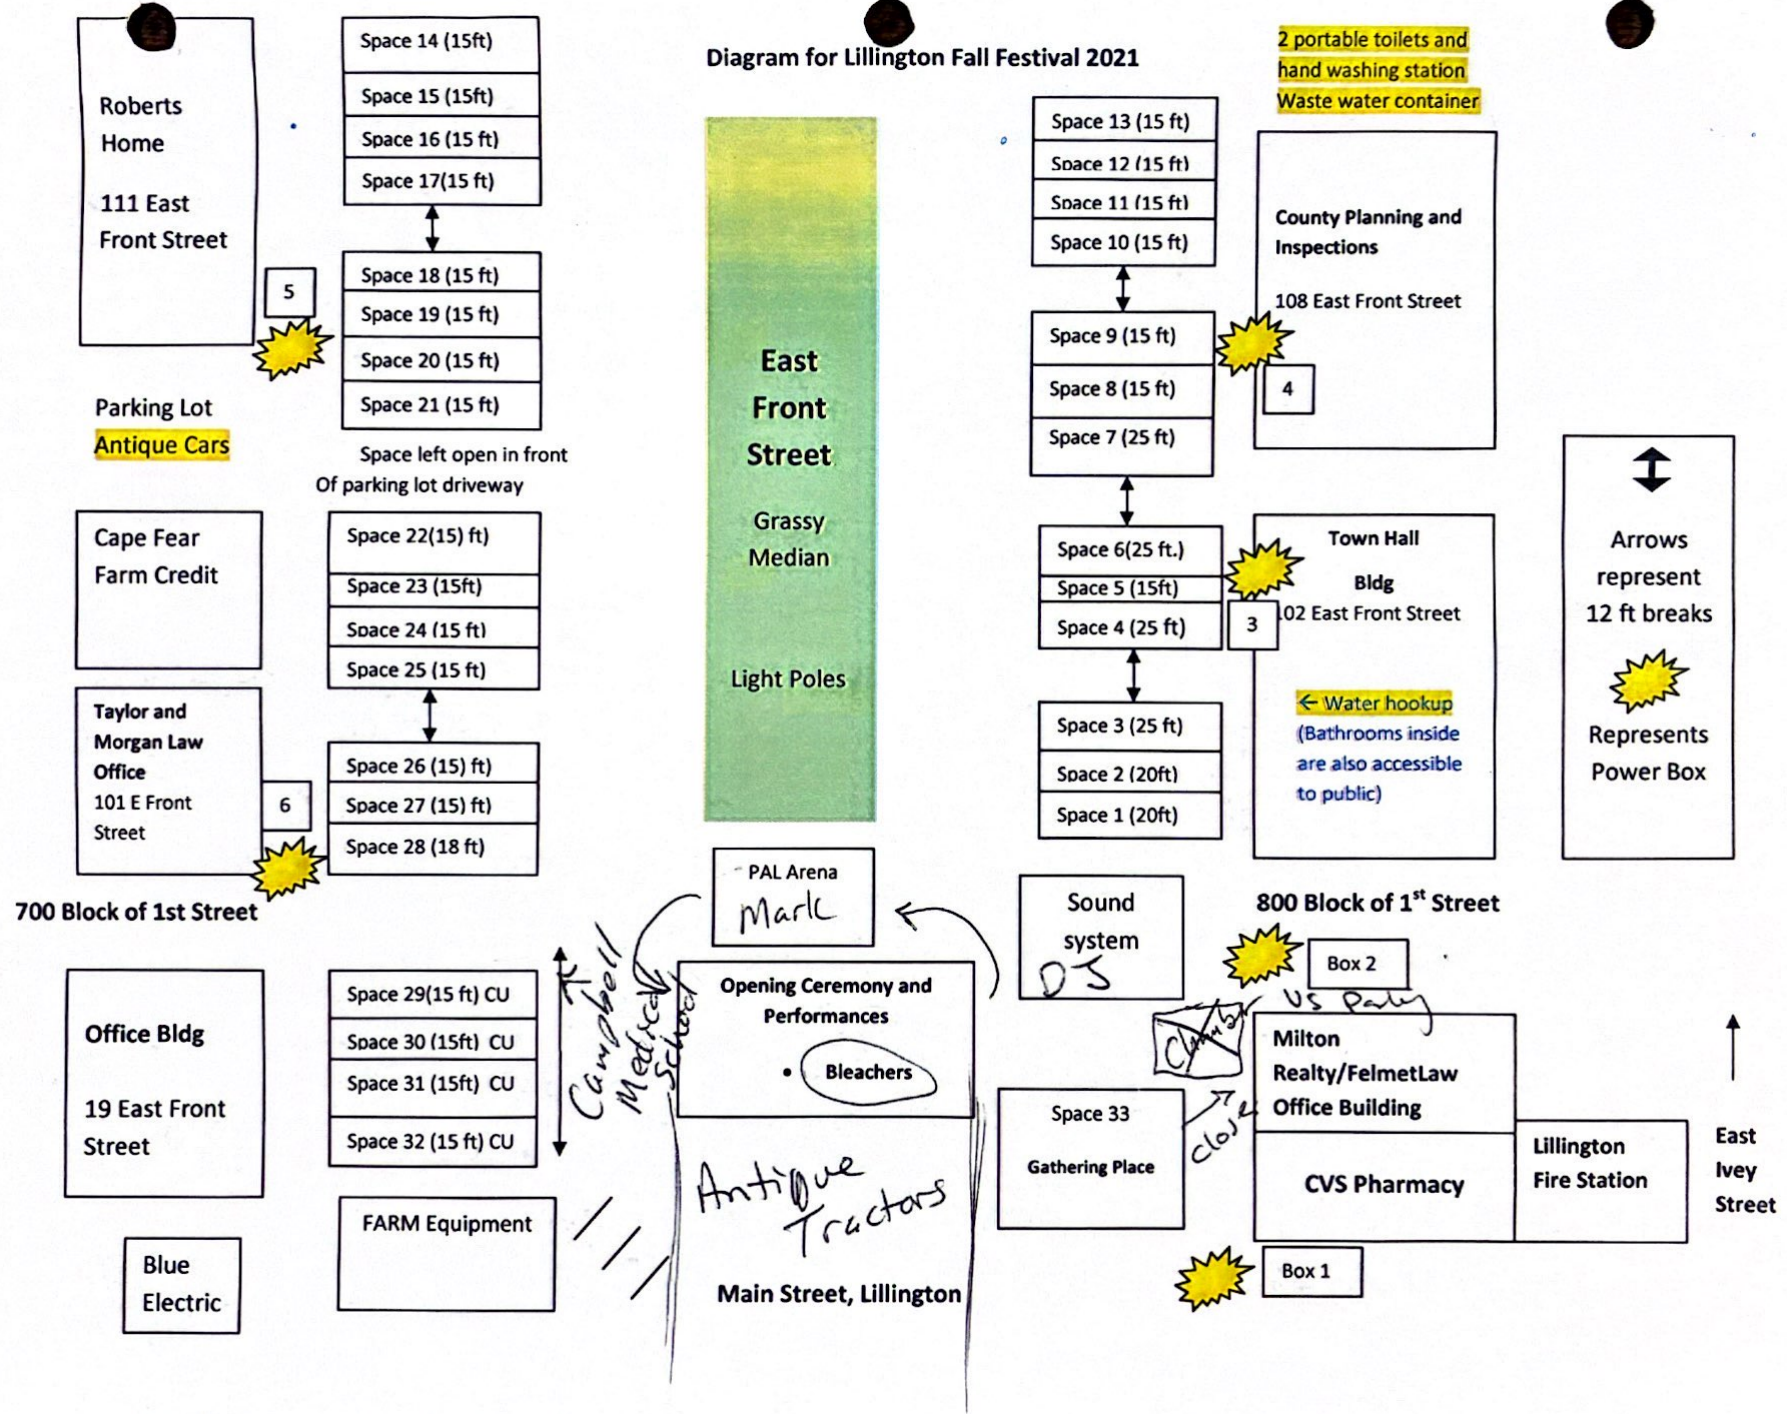 Diagram for Lillington Fall Festival 2021
2 portable toilets and
hand washing station
Waste water container
Roberts
Home
111 East
Front Street
5
Parking Lot
Antique Cars
Cape Fear
Farm Credit
Taylor and
Morgan Law
Office
101 E Front
Street
6
700 Block of 1st Street
Office Bldg
19 East Front
Street
Blue
Electric
Space 14 (15ft)
Space 15 (15ft)
Space 16 (15 ft)
Space 17(15 ft)
Space 18 (15 ft)
Space 19 (15 ft)
Space 20 (15 ft)
Space 21 (15 ft)
Space left open in front
Of parking lot driveway
Space 22(15) ft)
Space 23 (15ft)
Space 24 (15 ft)
Space 25 (15 ft)
Space 26 (15) ft)
Space 27 (15) ft)
Space 28 (18 ft)
Space 29(15 ft) CU
Space 30 (15ft) CU
Space 31 (15ft) CU
Space 32 (15 ft) CU
FARM Equipment
Campbell
Medical
School
East
Front
Street
Grassy
Median
Light Poles
PAL Arena
Mark
Opening Ceremony and
Performances
• Bleachers
Antique
Tractors
Main Street, Lillington
Space 13 (15 ft)
Space 12 (15 ft)
Space 11 (15 ft)
Space 10 (15 ft)
Space 9 (15 ft)
Space 8 (15 ft)
Space 7 (25 ft)
Space 6(25 ft.)
Space 5 (15ft)
Space 4 (25 ft)
Space 3 (25 ft)
Space 2 (20ft)
Space 1 (20ft)
Sound
system
DJ
Space 33
Gathering Place
close
County Planning and
Inspections
108 East Front Street
4
Town Hall
Bldg
102 East Front Street
3
← Water hookup
(Bathrooms inside
are also accessible
to public)
800 Block of 1st Street
Box 2
US
Milton
Realty/FelmetLaw
Office Building
CVS Pharmacy
Lillington
Fire Station
Box 1
Arrows
represent
12 ft breaks
Represents
Power Box
East
Ivey
Street